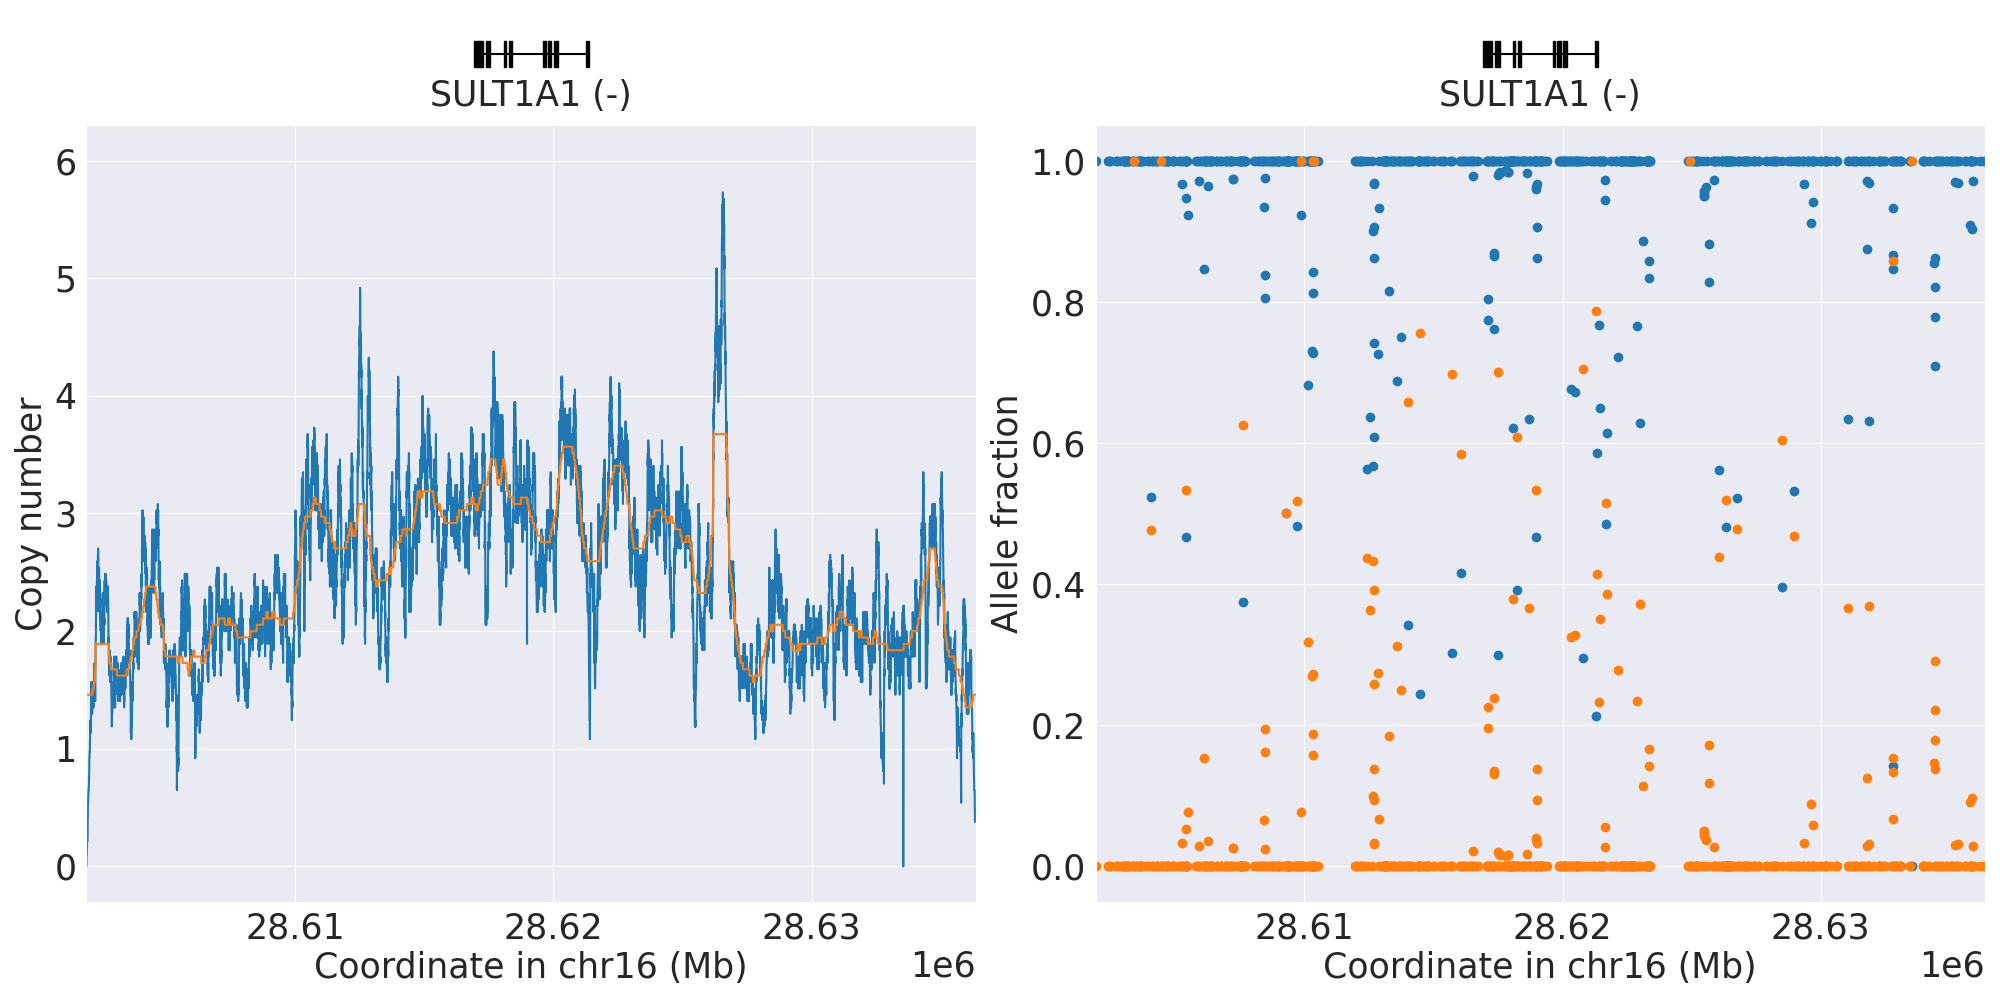 SULT1A1 (-)
Copy number
6
5
4
3
2
1
0
28.61
28.62
28.63
Coordinate in chr16 (Mb)
1e6
SULT1A1 (-)
Allele fraction
1.0
0.8
0.6
0.4
0.2
0.0
28.61
28.62
28.63
Coordinate in chr16 (Mb)
1e6